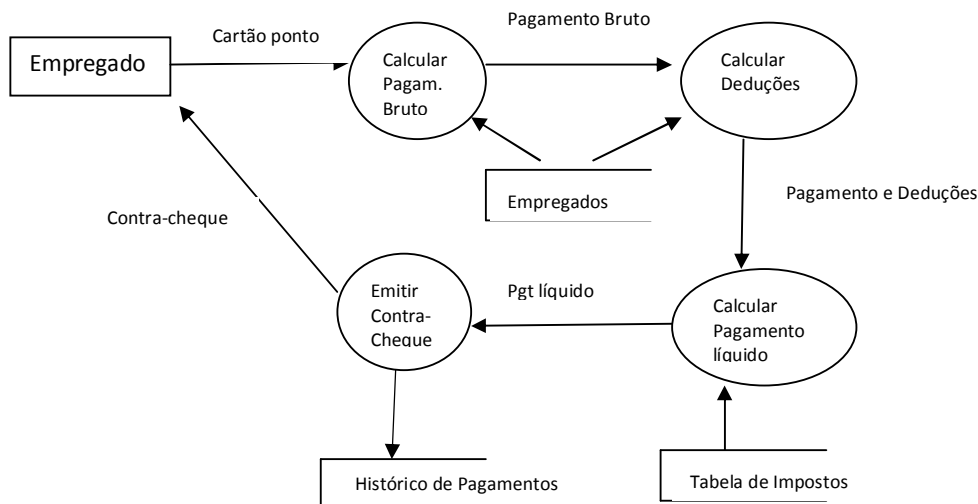 Pagamento Bruto
Cartão ponto
Empregado
Calcular
Pagam.
Bruto
Calcular
Deduções
Empregados
Pagamento e Deduções
Contra-cheque
Emitir
Contra-
Cheque
Pgt líquido
Calcular
Pagamento
líquido
Histórico de Pagamentos
Tabela de Impostos